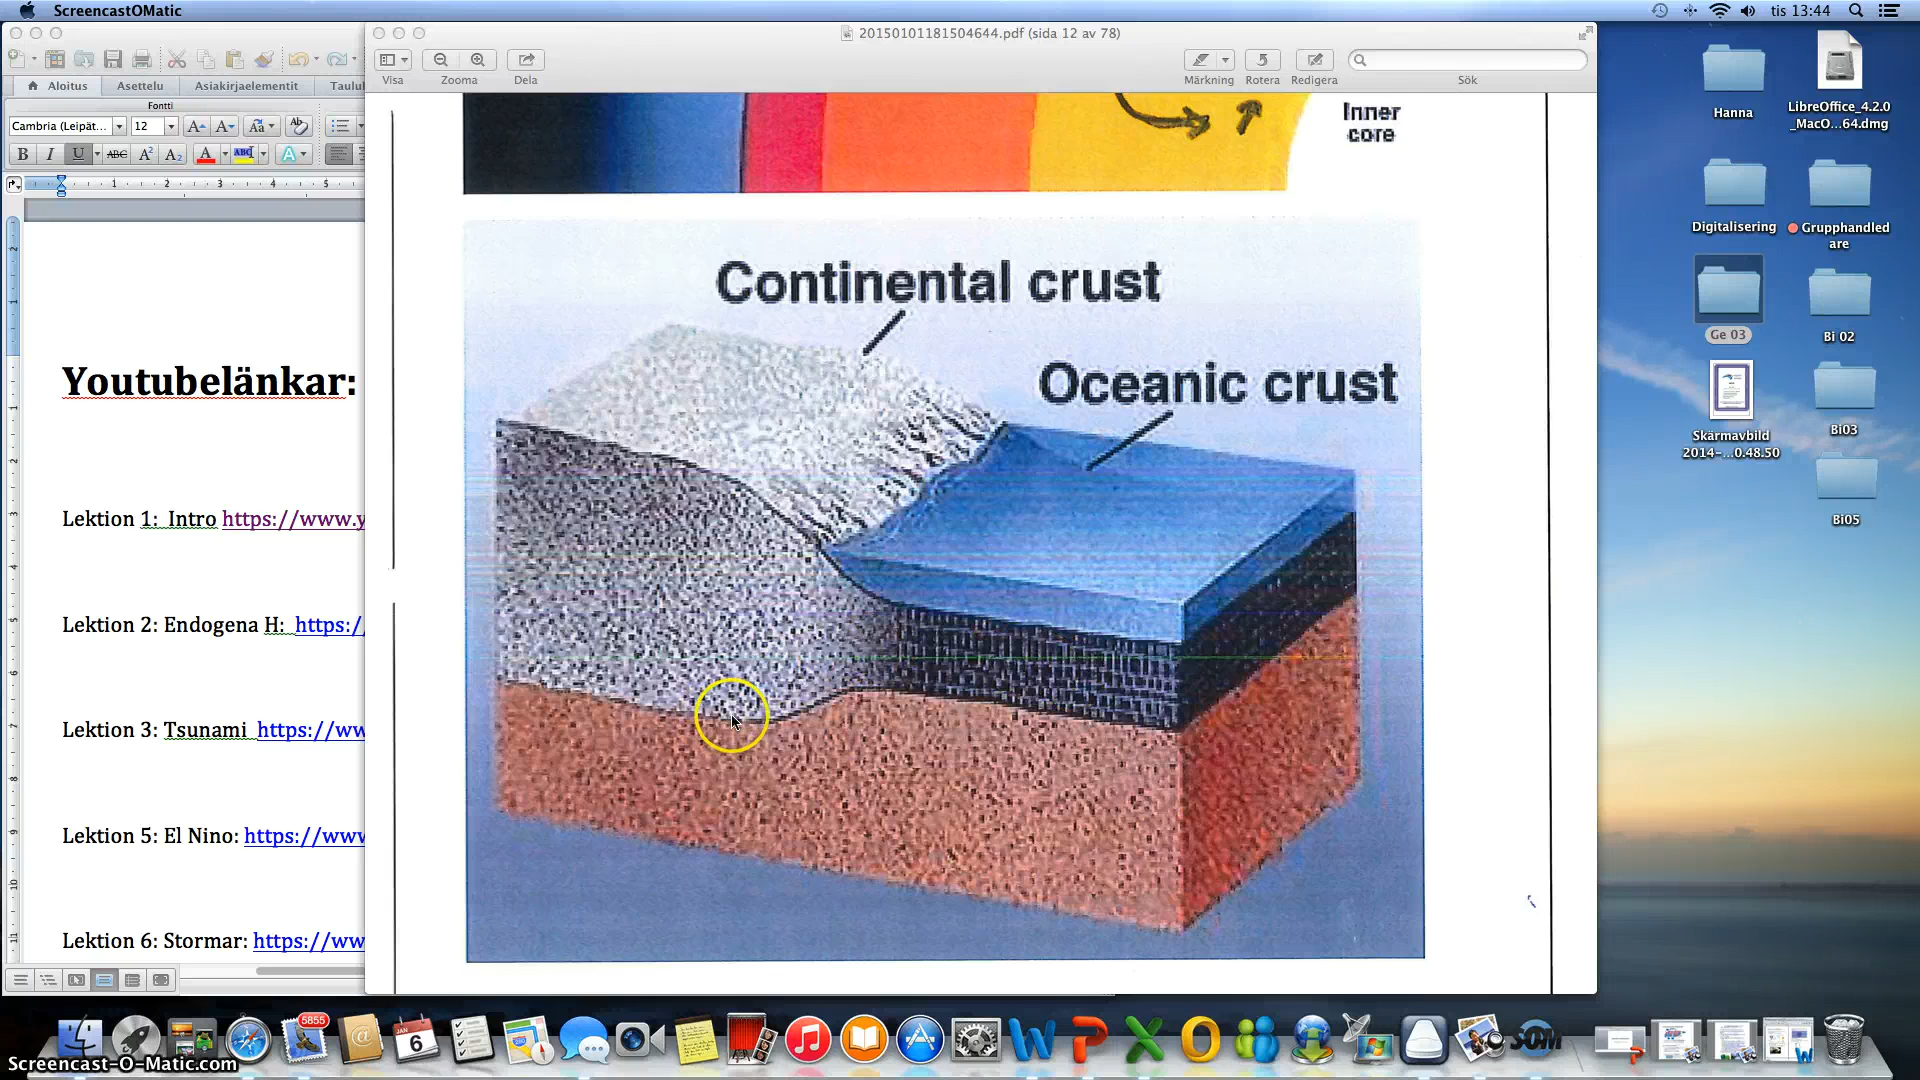 ScreencastOMatic
tis 13:44
20150101181504644.pdf (sida 12 av 78)
Visa
Zooma
Dela
Märkning
Rotera
Redigera
Sök
Aloitus
Asettelu
Asiakirjaelementit
Fontti
Cambria (Leipät...
12
Inner
core
Continental crust
Oceanic crust
Youtubelänkar:
Lektion 1: Intro https://www.y
Lektion 2: Endogena H: https:/
Lektion 3: Tsunami https://ww
Lektion 5: El Nino: https://www
Lektion 6: Stormar: https://ww
Hanna
LibreOffice_4.2.0
_MacO...64.dmg
Digitalisering
Grupphandled
are
Ge 03
Bi 02
Skärmavbild
2014-...0.48.50
Bi03
Bi05
5855
JAN
6
SOM
Screencast-O-Matic.com